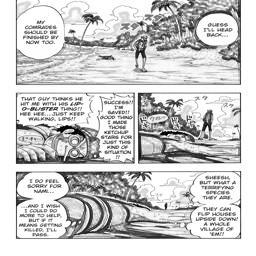 MY
COMRADES
SHOULD BE
FINISHED BY
NOW TOO.
GUESS
I'LL HEAD
BACK...
THAT GUY THINKS HE
HIT ME WITH HIS LIP-
O-BLISTER THING!!
HEE HEE... JUST KEEP
WALKING, LIPS!!
SUCCESS!!
I'M
SAVED!!
GOOD THING
I MADE
THOSE
KETCHUP
STARS FOR
JUST THIS
KIND OF
SITUATION
!!
I DO FEEL
SORRY FOR
NAMI...
...AND I WISH
I COULD DO
MORE TO HELP,
BUT IF IT
MEANS GETTING
KILLED, I'LL
PASS.
SHEESH,
BUT WHAT A
TERRIFYING
SPECIES
THEY ARE.
THEY CAN
FLIP HOUSES
UPSIDE DOWN!
A WHOLE
VILLAGE OF
'EM!!